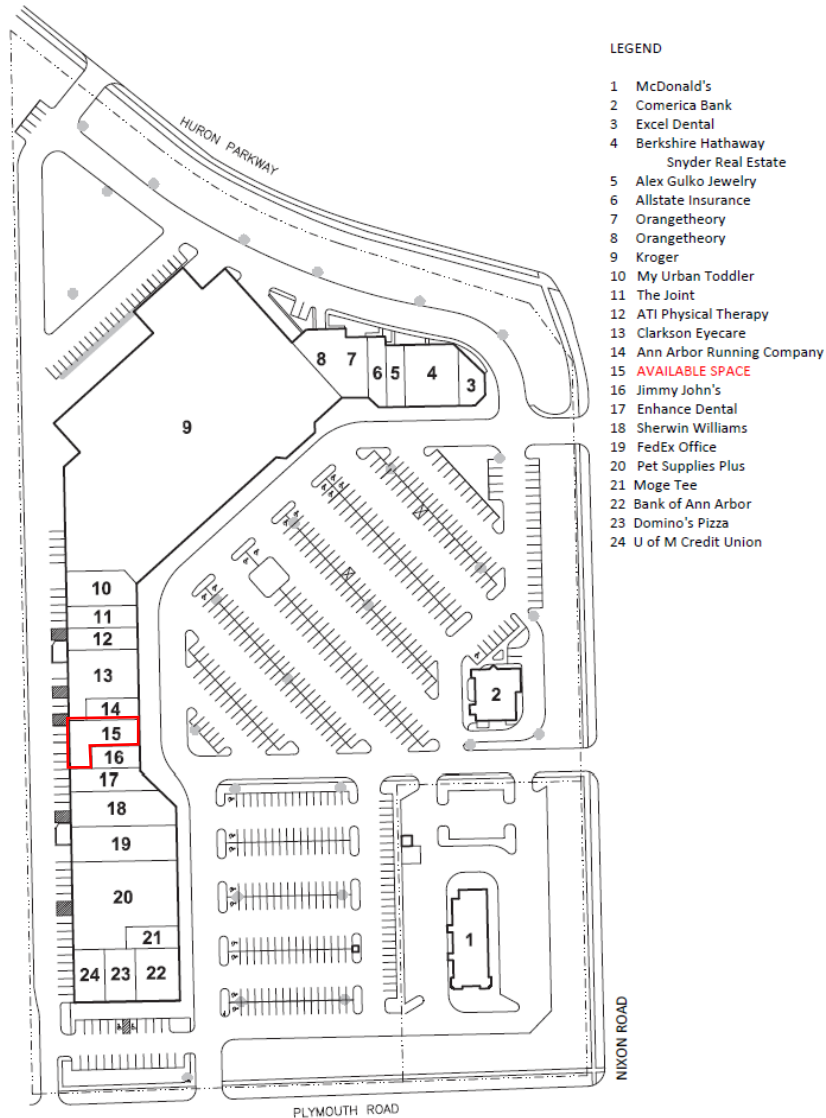 LEGEND
1 McDonald's
2 Comerica Bank
3 Excel Dental
4 Berkshire Hathaway
Snyder Real Estate
5 Alex Gulko Jewelry
6 Allstate Insurance
7 Orangetheory
8 Orangetheory
9 Kroger
10 My Urban Toddler
11 The Joint
12 ATI Physical Therapy
13 Clarkson Eyecare
14 Ann Arbor Running Company
15 AVAILABLE SPACE
16 Jimmy John's
17 Enhance Dental
18 Sherwin Williams
19 FedEx Office
20 Pet Supplies Plus
21 Moge Tee
22 Bank of Ann Arbor
23 Domino's Pizza
24 U of M Credit Union
HURON PARKWAY
8
7
6
5
4
3
9
10
11
12
13
14
15
16
17
18
19
20
21
24
23
22
2
1
NIXON ROAD
PLYMOUTH ROAD